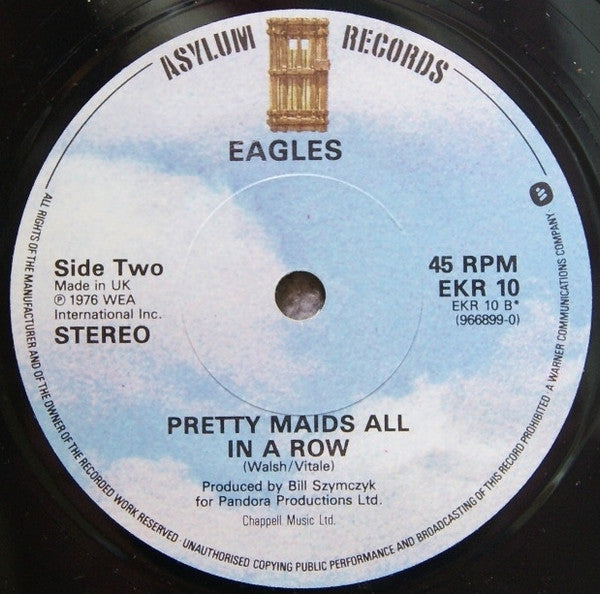 ASYLUM RECORDS
EAGLES
Side Two
Made in UK
℗ 1976 WEA
International Inc.
STEREO
45 RPM
EKR 10
EKR 10 B*
(966899-0)
PRETTY MAIDS ALL
IN A ROW
(Walsh/Vitale)
Produced by Bill Szymczyk
for Pandora Productions Ltd.
Chappell Music Ltd.
ALL RIGHTS OF THE MANUFACTURER AND OF THE OWNER OF THE RECORDED WORK RESERVED · UNAUTHORISED COPYING PUBLIC PERFORMANCE AND BROADCASTING OF THIS RECORD PROHIBITED · A WARNER COMMUNICATIONS COMPANY·